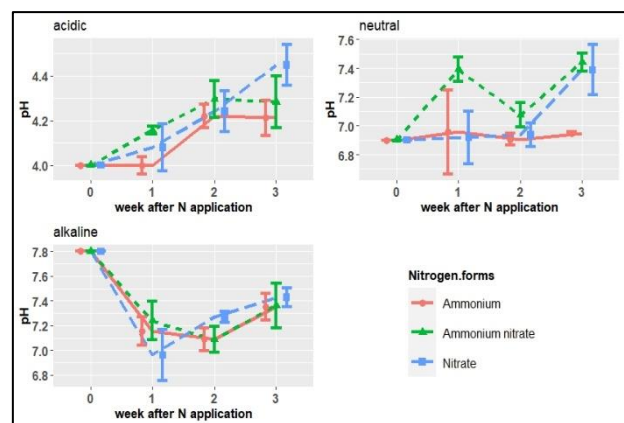 acidic
4.4
4.2
4.0
pH
0 1 2 3
week after N application
neutral
7.6
7.4
7.2
7.0
6.8
pH
0 1 2 3
week after N application
alkaline
7.8
7.6
7.4
7.2
7.0
6.8
pH
0 1 2 3
week after N application
Nitrogen.forms
Ammonium
Ammonium nitrate
Nitrate